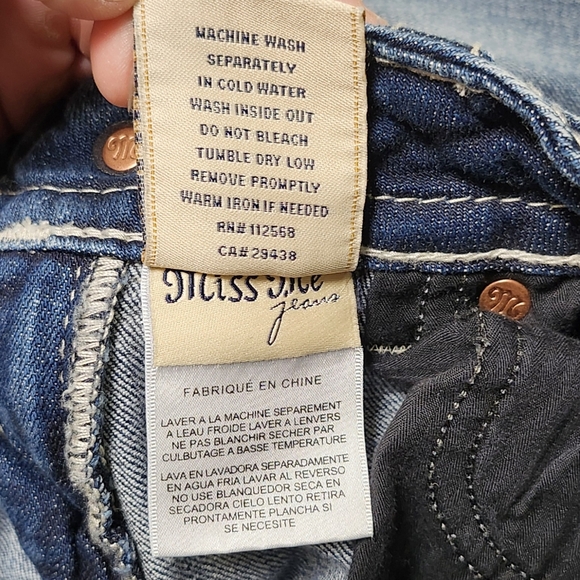 MACHINE WASH
SEPARATELY
IN COLD WATER
WASH INSIDE OUT
DO NOT BLEACH
TUMBLE DRY LOW
REMOVE PROMPTLY
WARM IRON IF NEEDED
RN# 112568
CA# 29438
M
Miss Me
jeans
M
FABRIQUÉ EN CHINE
LAVER A LA MACHINE SEPAREMENT
A LEAU FROIDE LAVER A LENVERS
NE PAS BLANCHIR SECHER PAR
CULBUTAGE A BASSE TEMPERATURE
LAVA EN LAVADORA SEPARADAMENTE
EN AGUA FRIA LAVAR AL REVERSO
NO USE BLANQUEDOR SECA EN
SECADORA CIELO LENTO RETIRA
PRONTAMENTE PLANCHA SI
SE NECESITE